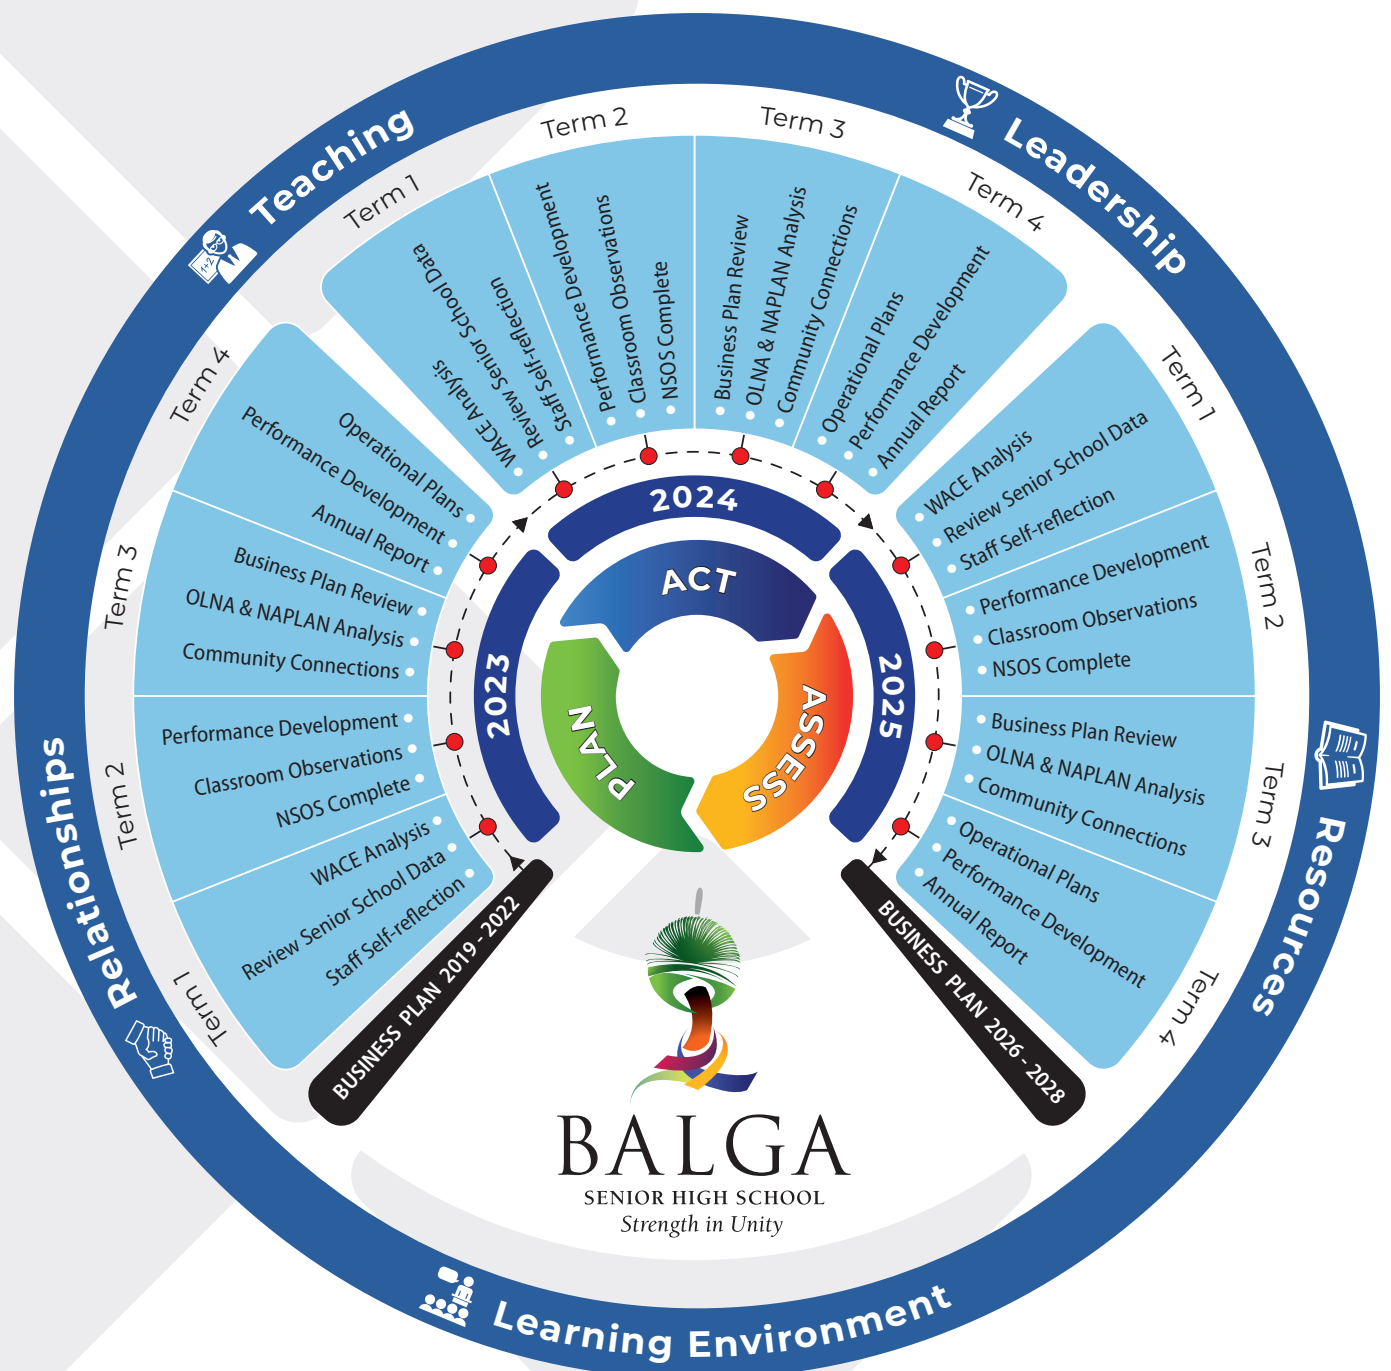 Teaching
Leadership
Resources
Learning Environment
Relationships
1+2
BUSINESS PLAN 2019 - 2022
2023
Term 1
WACE Analysis
Review Senior School Data
Staff Self-reflection
Term 2
Performance Development
Classroom Observations
NSOS Complete
Term 3
Business Plan Review
OLNA & NAPLAN Analysis
Community Connections
Term 4
Operational Plans
Performance Development
Annual Report
2024
Term 1
WACE Analysis
Review Senior School Data
Staff Self-reflection
Term 2
Performance Development
Classroom Observations
NSOS Complete
Term 3
Business Plan Review
OLNA & NAPLAN Analysis
Community Connections
Term 4
Operational Plans
Performance Development
Annual Report
2025
Term 1
WACE Analysis
Review Senior School Data
Staff Self-reflection
Term 2
Performance Development
Classroom Observations
NSOS Complete
Term 3
Business Plan Review
OLNA & NAPLAN Analysis
Community Connections
Term 4
Operational Plans
Performance Development
Annual Report
BUSINESS PLAN 2026 - 2028
PLAN
ACT
ASSESS
BALGA
SENIOR HIGH SCHOOL
Strength in Unity